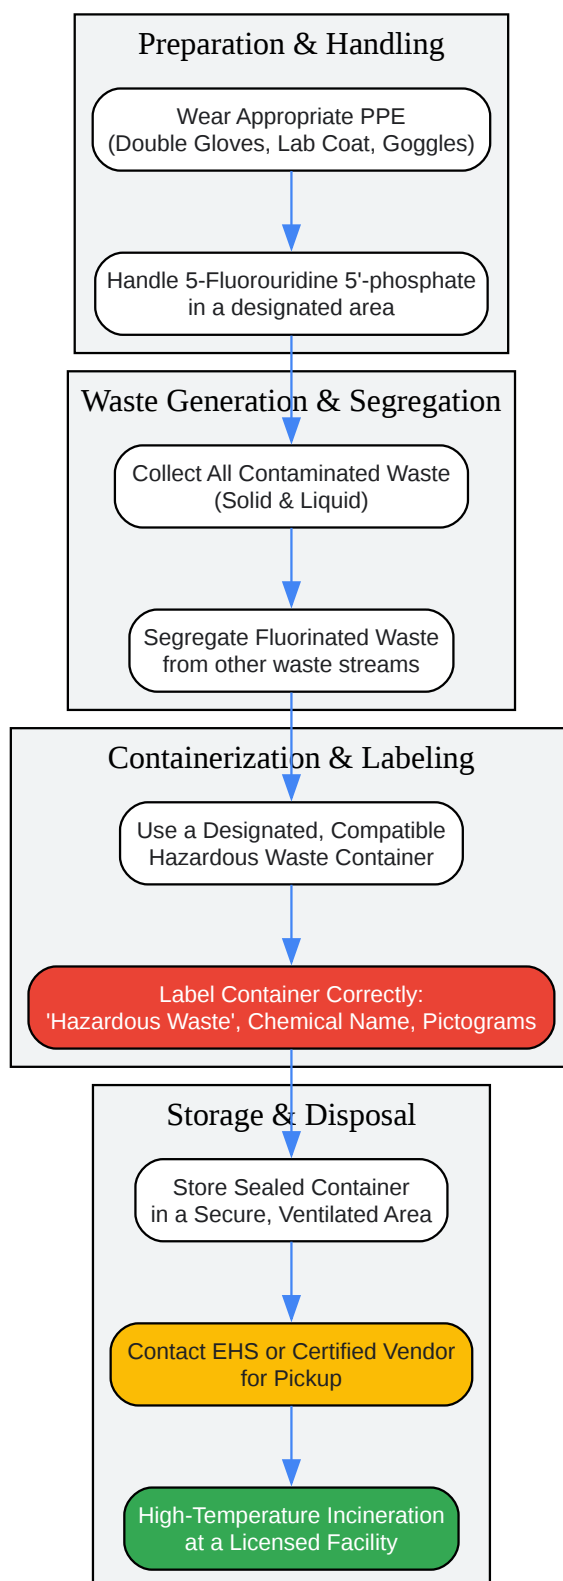 Preparation & Handling
Wear Appropriate PPE
(Double Gloves, Lab Coat, Goggles)
Handle 5-Fluorouridine 5'-phosphate
in a designated area
Waste Generation & Segregation
Collect All Contaminated Waste
(Solid & Liquid)
Segregate Fluorinated Waste
from other waste streams
Containerization & Labeling
Use a Designated, Compatible
Hazardous Waste Container
Label Container Correctly:
'Hazardous Waste', Chemical Name, Pictograms
Storage & Disposal
Store Sealed Container
in a Secure, Ventilated Area
Contact EHS or Certified Vendor
for Pickup
High-Temperature Incineration
at a Licensed Facility